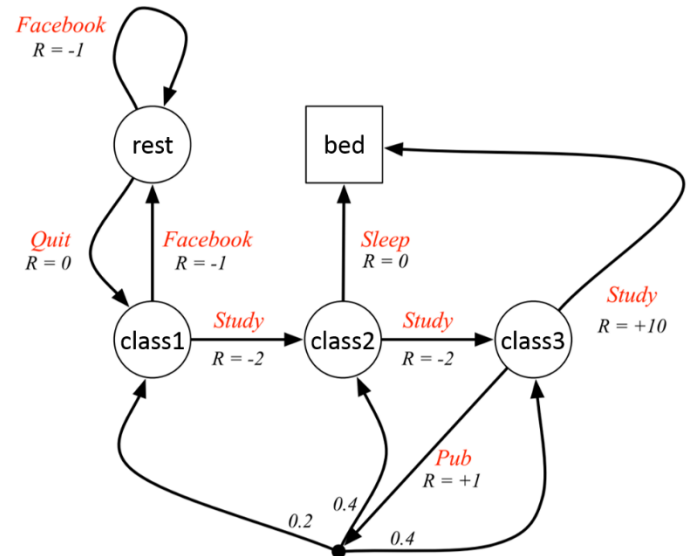 Facebook
R = -1
rest
bed
Quit
R = 0
Facebook
R = -1
Sleep
R = 0
Study
R = +10
class1
Study
R = -2
class2
Study
R = -2
class3
Pub
R = +1
0.2
0.4
0.4